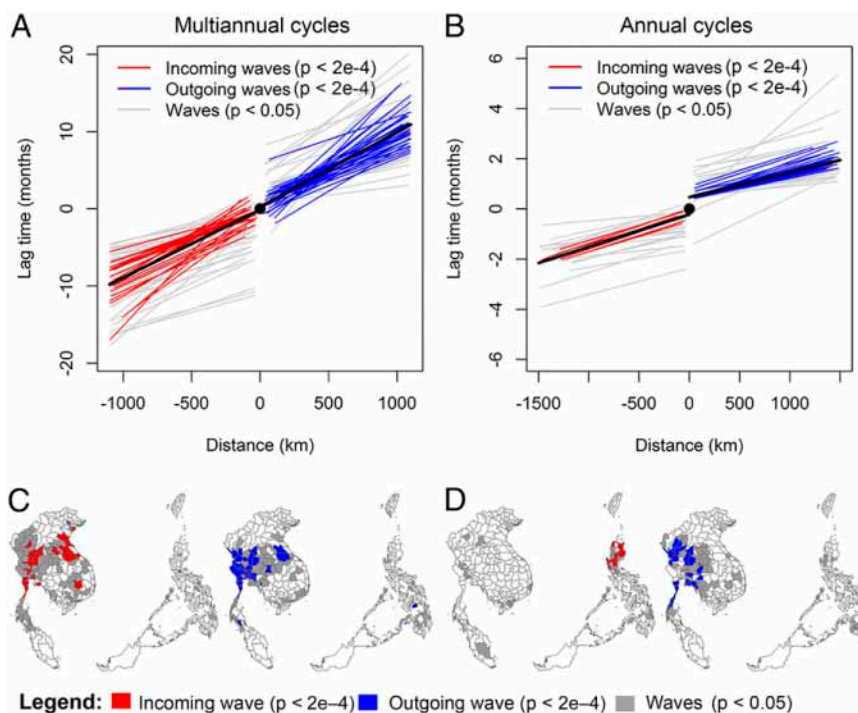 A Multiannual cycles
20
10
0
-10
-20
Lag time (months)
Incoming waves (p < 2e-4)
Outgoing waves (p < 2e-4)
Waves (p < 0.05)
-1000 -500 0 500 1000
Distance (km)
B Annual cycles
6
4
2
0
-2
-4
-6
Lag time (months)
Incoming waves (p < 2e-4)
Outgoing waves (p < 2e-4)
Waves (p < 0.05)
-1500 -500 0 500 1000
Distance (km)
C
D
Legend: Incoming wave (p < 2e–4) Outgoing wave (p < 2e–4) Waves (p < 0.05)